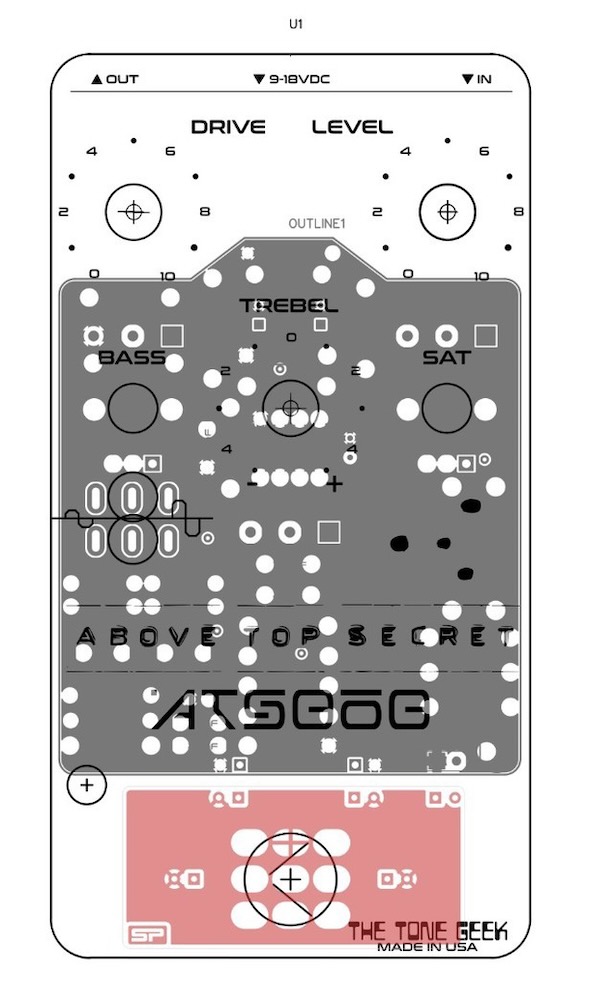 U1
▲ OUT ▼ 9-18VDC ▼ IN
DRIVE LEVEL
4 6 4 6
2 8 2 8
OUTLINE1
0 10 0 10
TREBEL
0
BASS SAT
2 2
4 4
- +
ABOVE TOP SECRET
SP
THE TONE GEEK
MADE IN USA